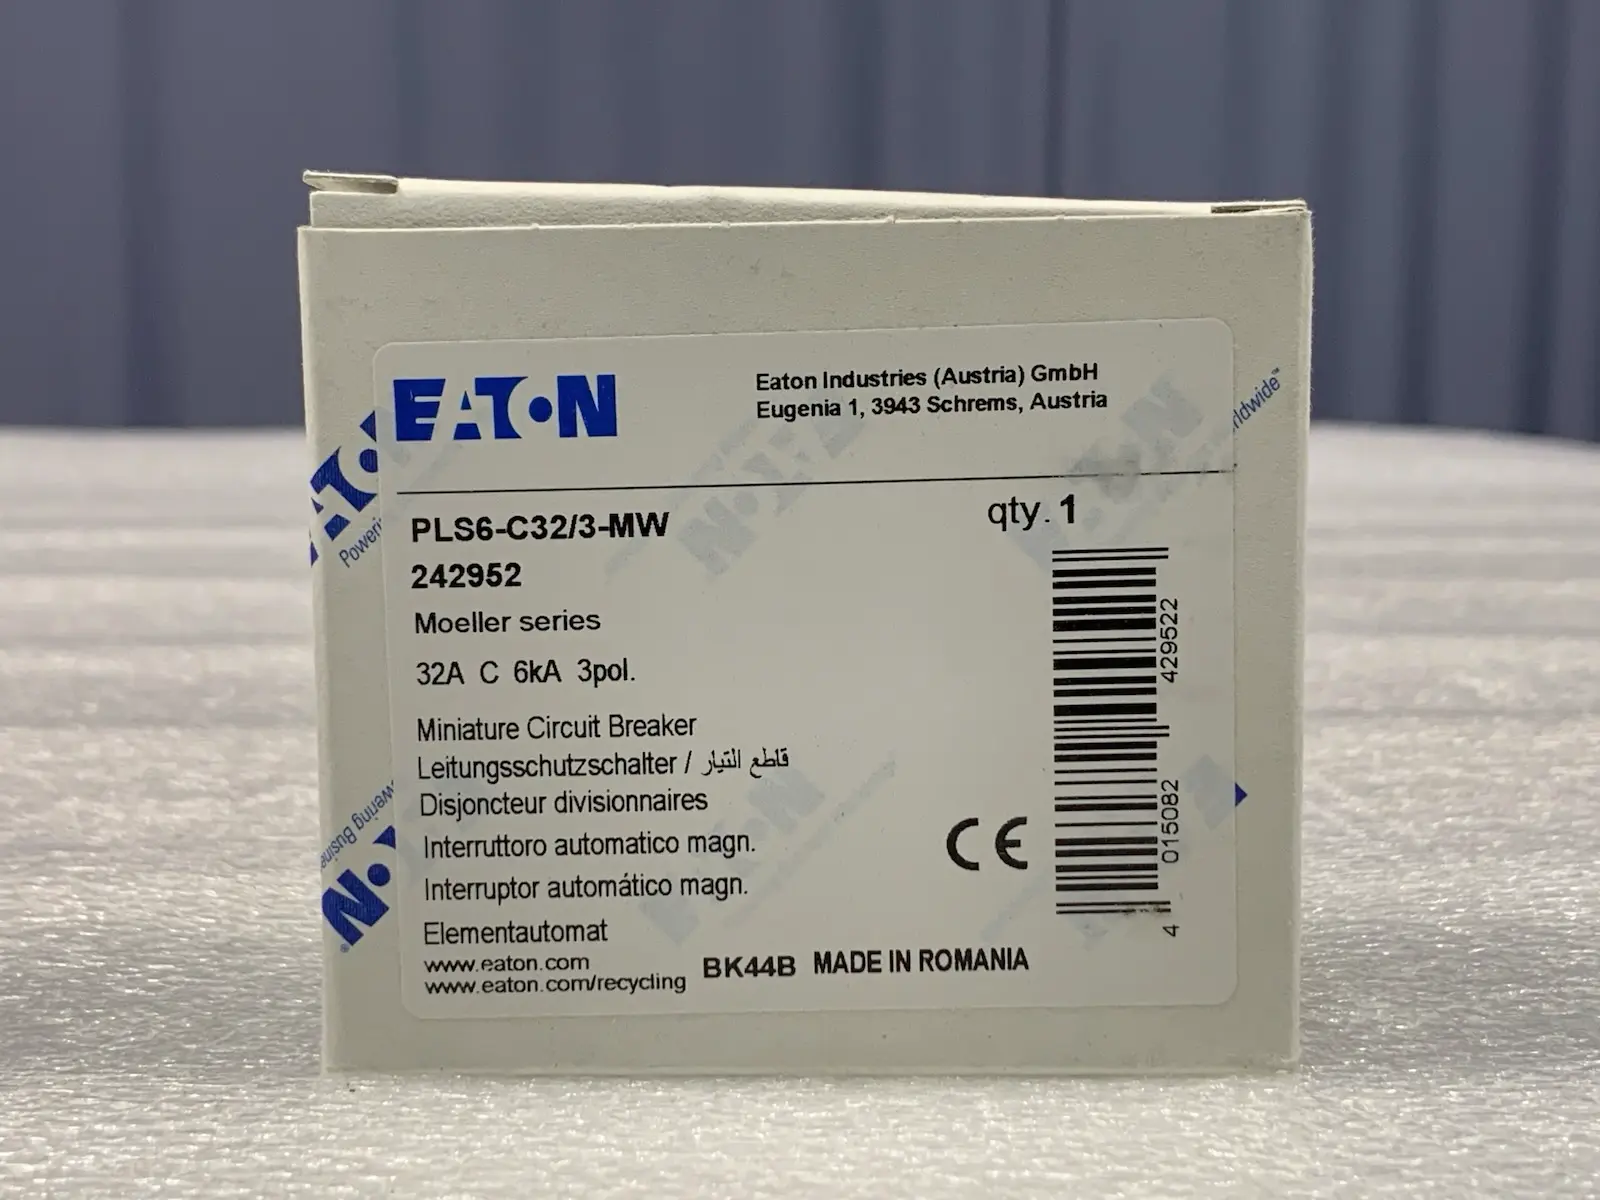 EATON
Eaton Industries (Austria) GmbH
Eugenia 1, 3943 Schrems, Austria
PLS6-C32/3-MW
qty. 1
242952
Moeller series
32A C 6kA 3pol.
Miniature Circuit Breaker
Leitungsschutzschalter / قاطع التيار
Disjoncteur divisionnaires
Interruttoro automatico magn.
Interruptor automático magn.
Elementautomat
www.eaton.com
www.eaton.com/recycling
BK44B MADE IN ROMANIA
CE
4 015082 429522